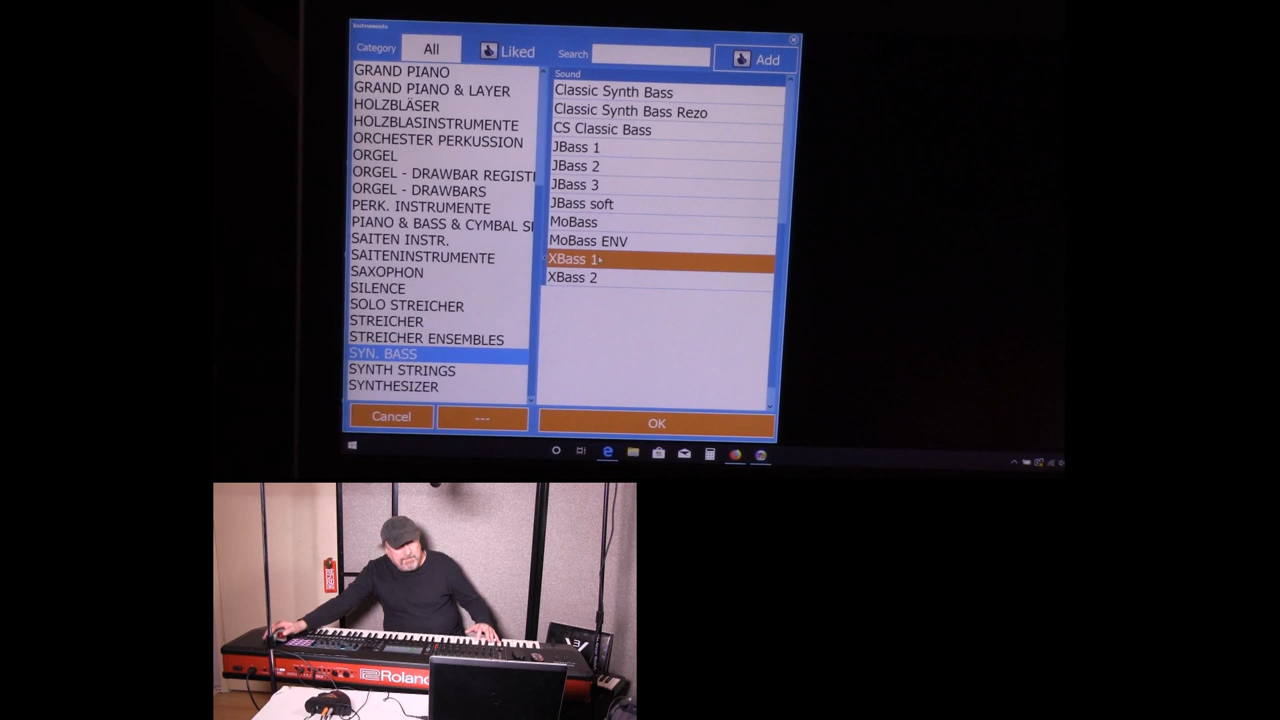 Instruments
Category All Liked Search Add
GRAND PIANO
GRAND PIANO & LAYER
HOLZBLÄSER
HOLZBLASINSTRUMENTE
ORCHESTER PERKUSSION
ORGEL
ORGEL - DRAWBAR REGISTI
ORGEL - DRAWBARS
PERK. INSTRUMENTE
PIANO & BASS & CYMBAL SI
SAITEN INSTR.
SAITENINSTRUMENTE
SAXOPHON
SILENCE
SOLO STREICHER
STREICHER
STREICHER ENSEMBLES
SYN. BASS
SYNTH STRINGS
SYNTHESIZER
Sound
Classic Synth Bass
Classic Synth Bass Rezo
CS Classic Bass
JBass 1
JBass 2
JBass 3
JBass soft
MoBass
MoBass ENV
XBass 1
XBass 2
Cancel --- OK
Roland